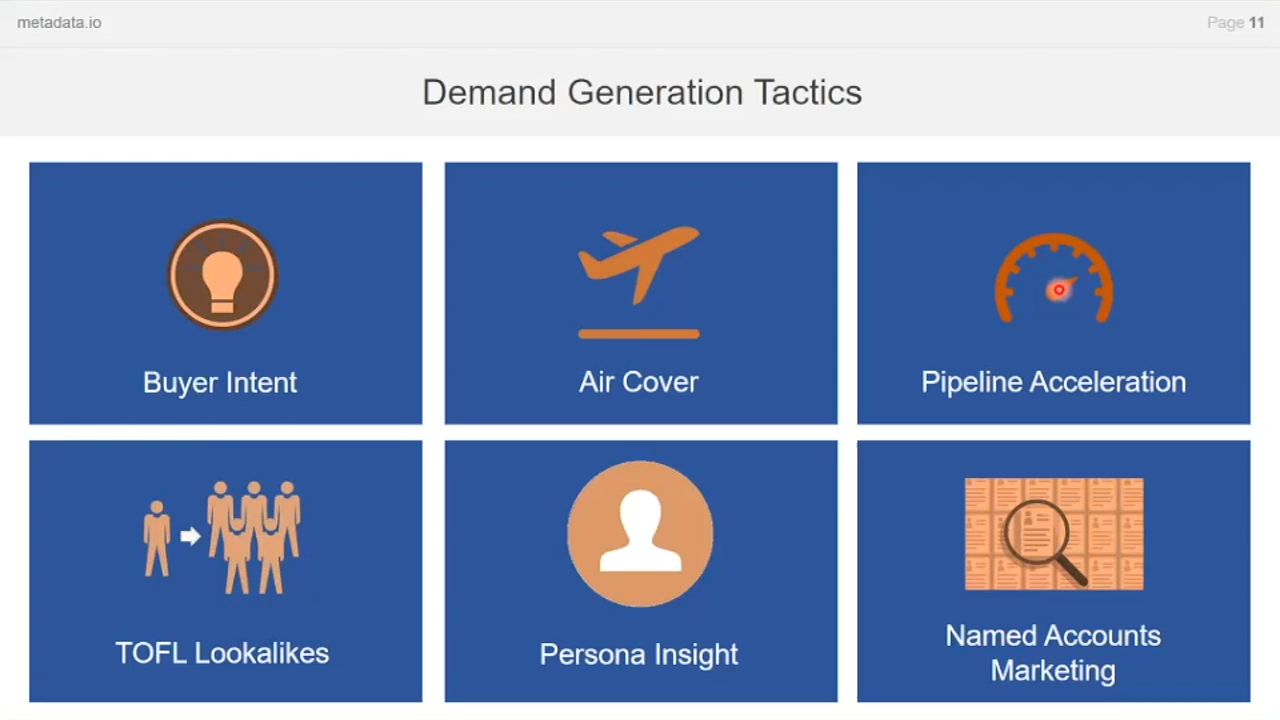 metadata.io
Page 11
Demand Generation Tactics
Buyer Intent
Air Cover
Pipeline Acceleration
TOFL Lookalikes
Persona Insight
Named Accounts
Marketing